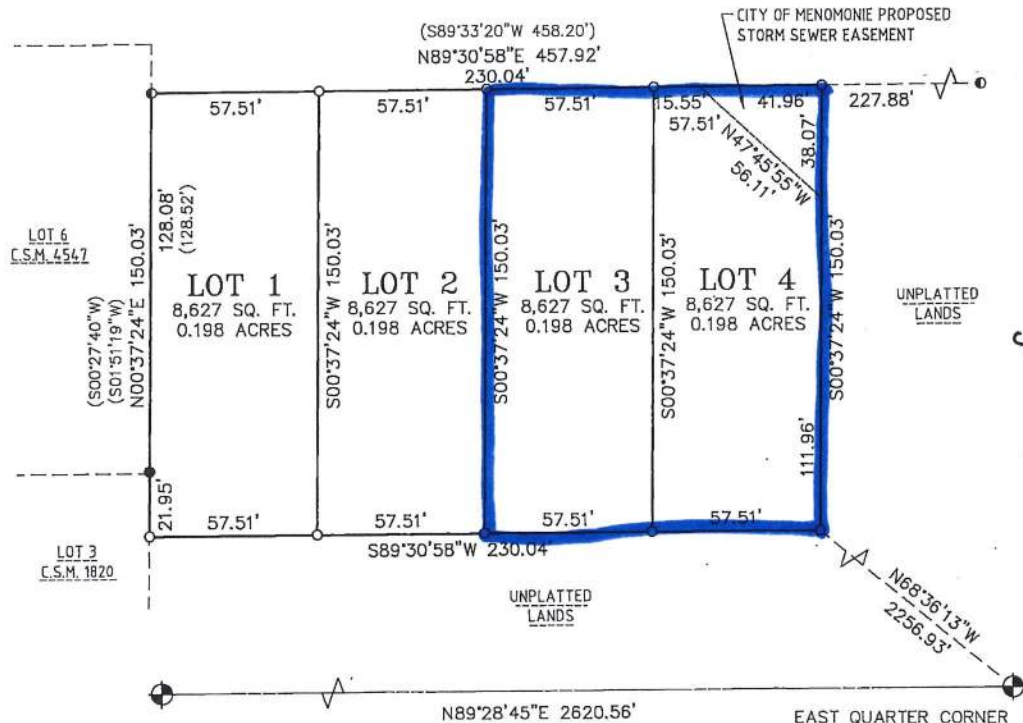 CITY OF MENOMONIE PROPOSED
STORM SEWER EASEMENT
(S89°33'20"W 458.20')
N89°30'58"E 457.92'
230.04'
57.51'
57.51'
57.51'
15.55'
41.96'
227.88'
57.51'
N47°45'55"W
56.11'
38.07'
LOT 6
C.S.M. 4547
(S00°27'40"W)
(S01°51'19"W)
N00°37'24"E 150.03'
128.08'
(128.52')
LOT 1
8,627 SQ. FT.
0.198 ACRES
S00°37'24"W 150.03'
LOT 2
8,627 SQ. FT.
0.198 ACRES
S00°37'24"W 150.03'
LOT 3
8,627 SQ. FT.
0.198 ACRES
S00°37'24"W 150.03'
LOT 4
8,627 SQ. FT.
0.198 ACRES
S00°37'24"W 150.03'
111.96'
UNPLATTED
LANDS
21.95'
57.51'
57.51'
57.51'
57.51'
S89°30'58"W 230.04'
LOT 3
C.S.M. 1820
UNPLATTED
LANDS
N68°36'13"W
2256.93'
N89°28'45"E 2620.56'
EAST QUARTER CORNER